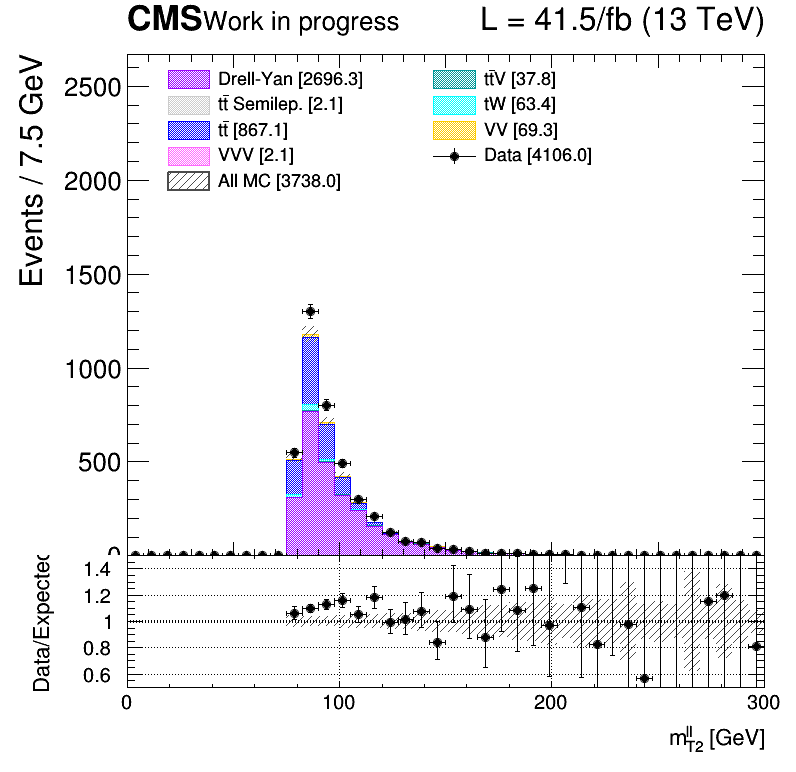 CMS Work in progress L = 41.5/fb (13 TeV)
Events / 7.5 GeV
2500
2000
1500
1000
500
0
Drell-Yan [2696.3]
tt̄ Semilep. [2.1]
tt̄ [867.1]
VVV [2.1]
All MC [3738.0]
tt̄V [37.8]
tW [63.4]
VV [69.3]
Data [4106.0]
Data/Expected
1.4
1.2
1
0.8
0.6
0 100 200 300
m_{T2}^{ll} [GeV]